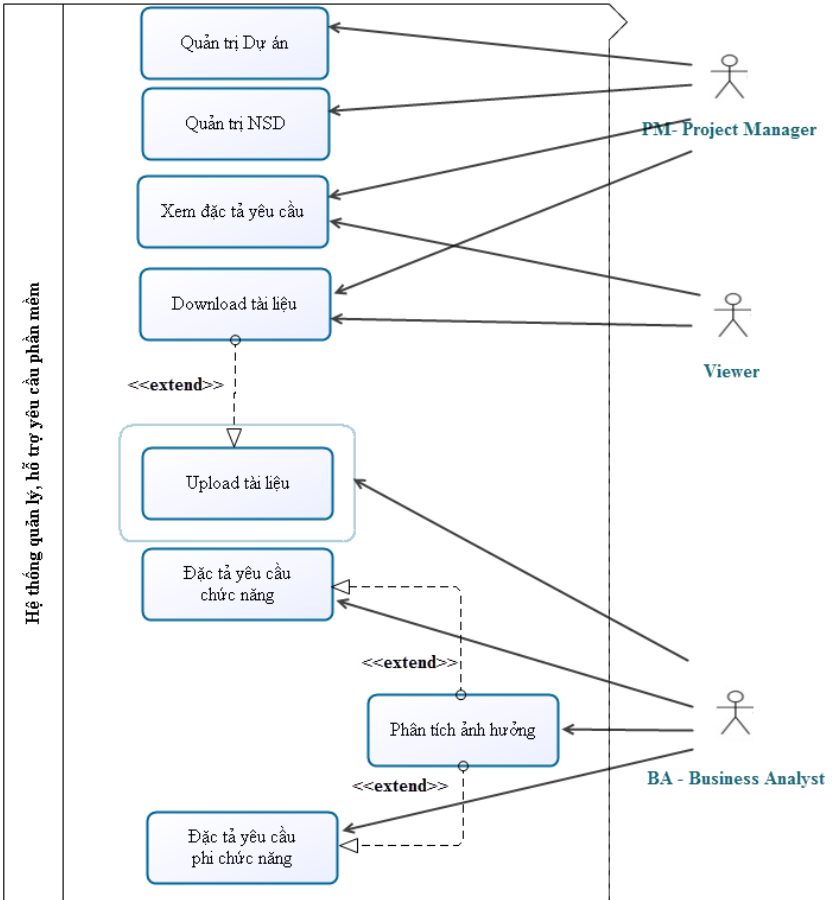 Hệ thống quản lý, hỗ trợ yêu cầu phần mềm
Quản trị Dự án
Quản trị NSD
PM- Project Manager
Xem đặc tả yêu cầu
Download tài liệu
Viewer
<<extend>>
Upload tài liệu
Đặc tả yêu cầu
chức năng
<<extend>>
Phân tích ảnh hưởng
BA - Business Analyst
<<extend>>
Đặc tả yêu cầu
phi chức năng